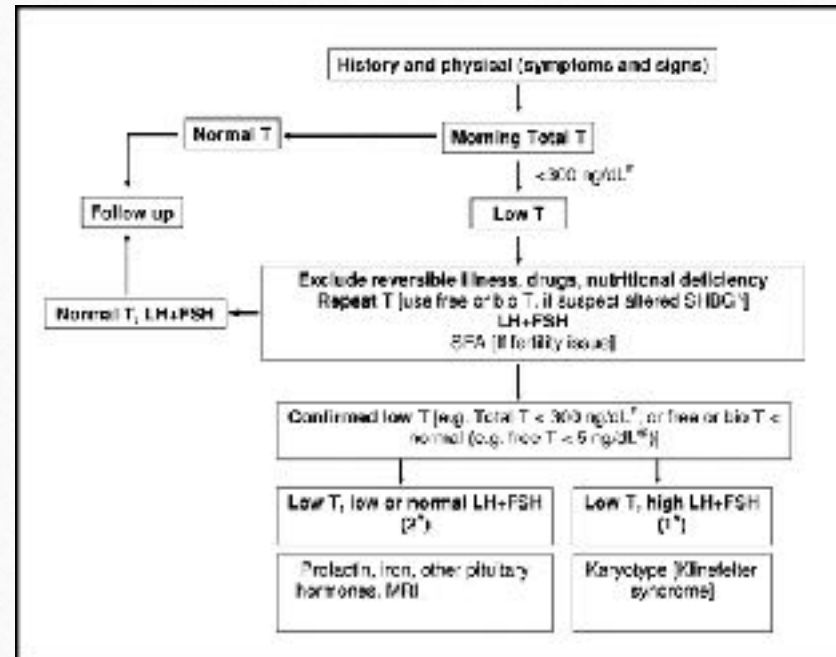 History and physical (symptoms and signs)
Normal T
Morning Total T
<300 ng/dL
Follow up
Low T
Exclude reversible illness, drugs, nutritional deficiency
Repeat T [use free or bio T, if suspect altered SHBG
LH+FSH
SFA [If fertility issue]
Normal T, LH+FSH
Confirmed low T [e.g. Total T < 300 ng/dL, or free or bio T <
normal (e.g. free T < 5 ng/dL)]
Low T, low or normal LH+FSH
(2°)
Low T, high LH+FSH
(1°)
Prolactin, iron, other pituitary
hormones, MRI
Karyotype [Klinefelter
syndrome]